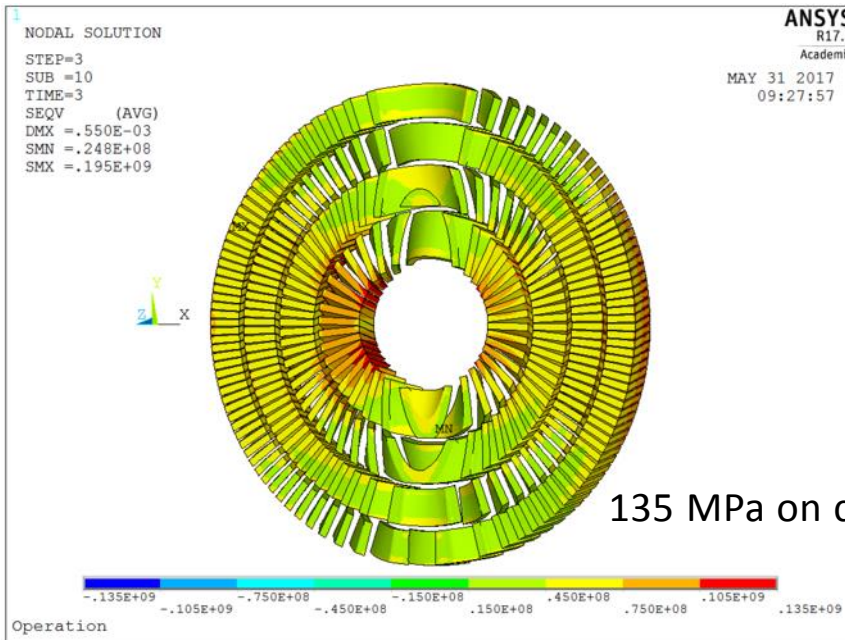 1
NODAL SOLUTION
STEP=3
SUB =10
TIME=3
SEQV (AVG)
DMX =.550E-03
SMN =.248E+08
SMX =.195E+09
ANSYS
R17.
Academi
MAY 31 2017
09:27:57
MX
Y
Z X
MN
135 MPa on
-.135E+09 -.750E+08 -.150E+08 .450E+08 .105E+09
-.105E+09 -.450E+08 .150E+08 .750E+08 .135E+09
Operation